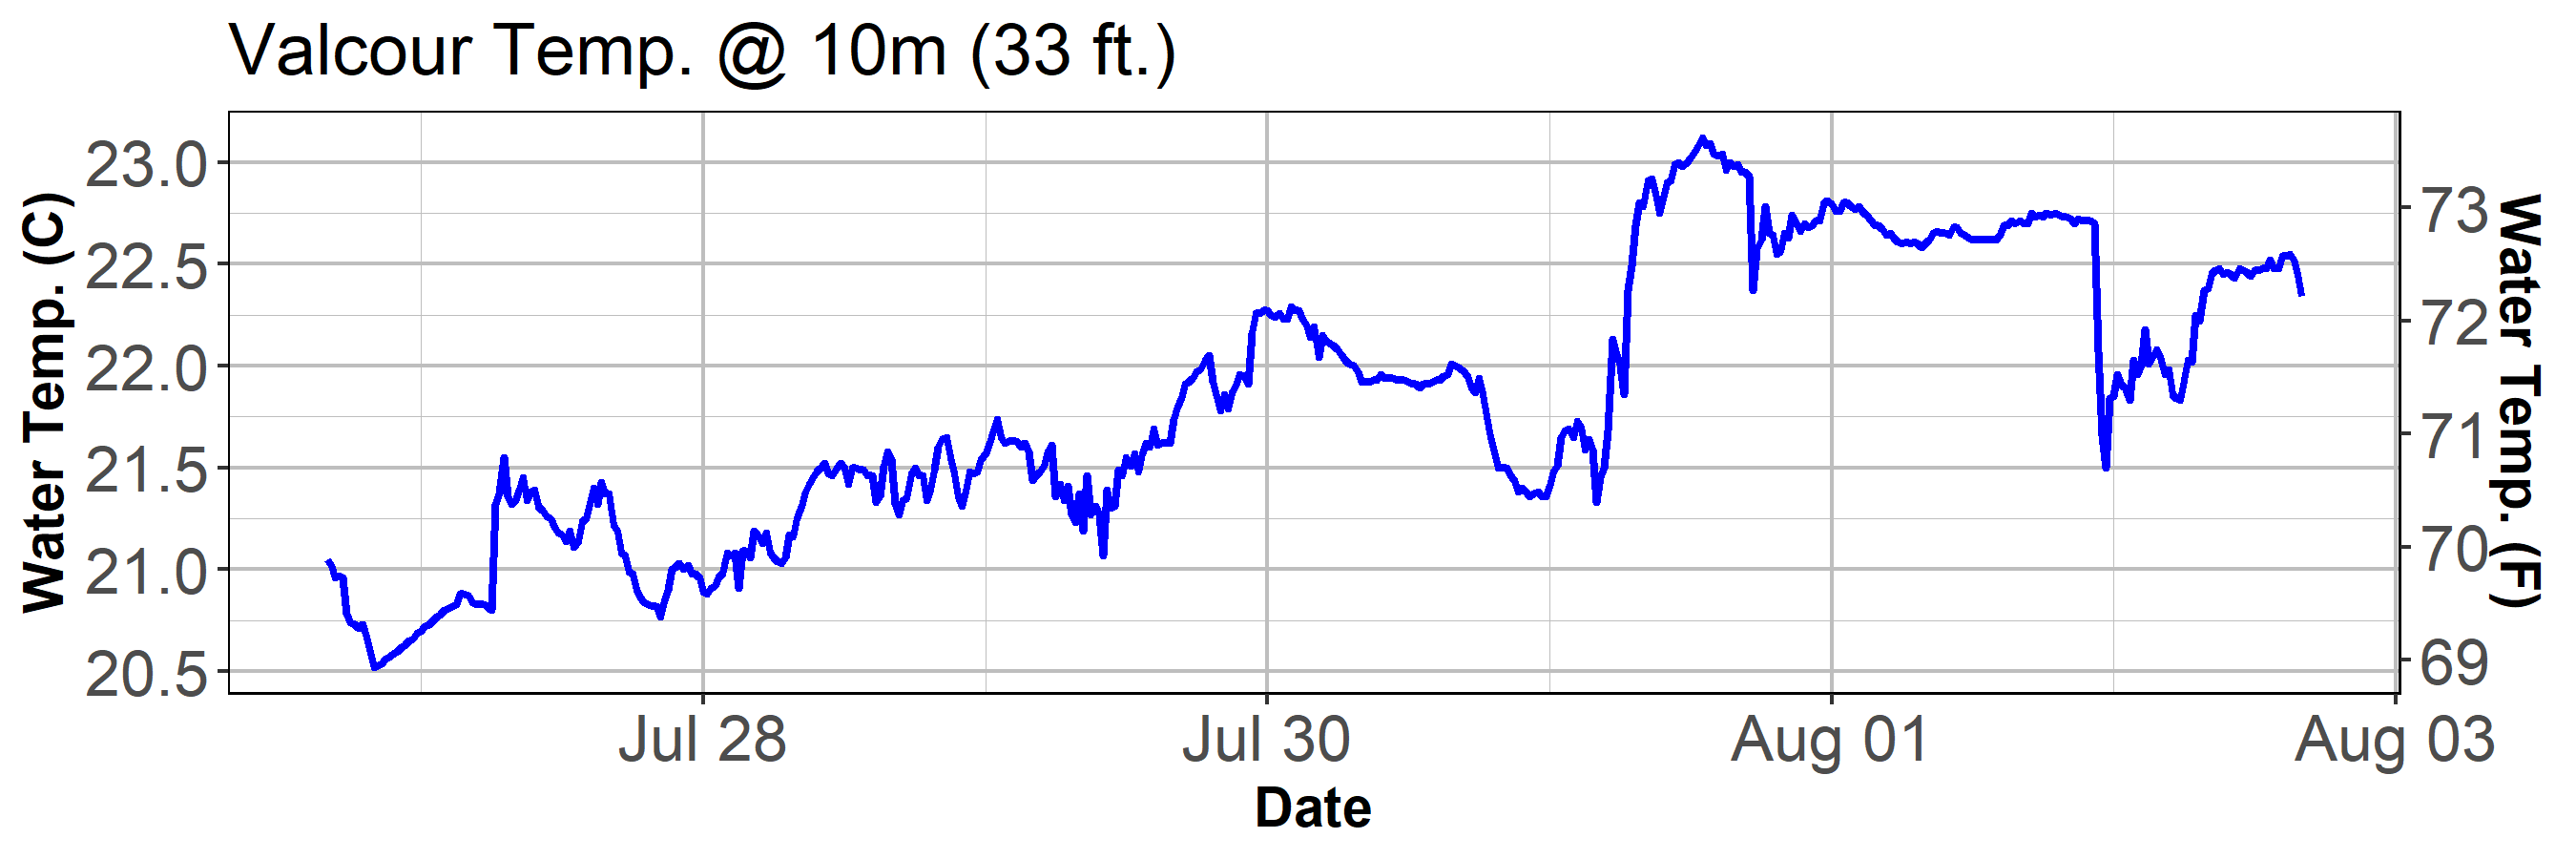 Valcour Temp. @ 10m (33 ft.)
Water Temp. (C)
23.0
22.5
22.0
21.5
21.0
20.5
73
72
71
70
69
Water Temp. (F)
Jul 28 Jul 30 Aug 01 Aug 03
Date